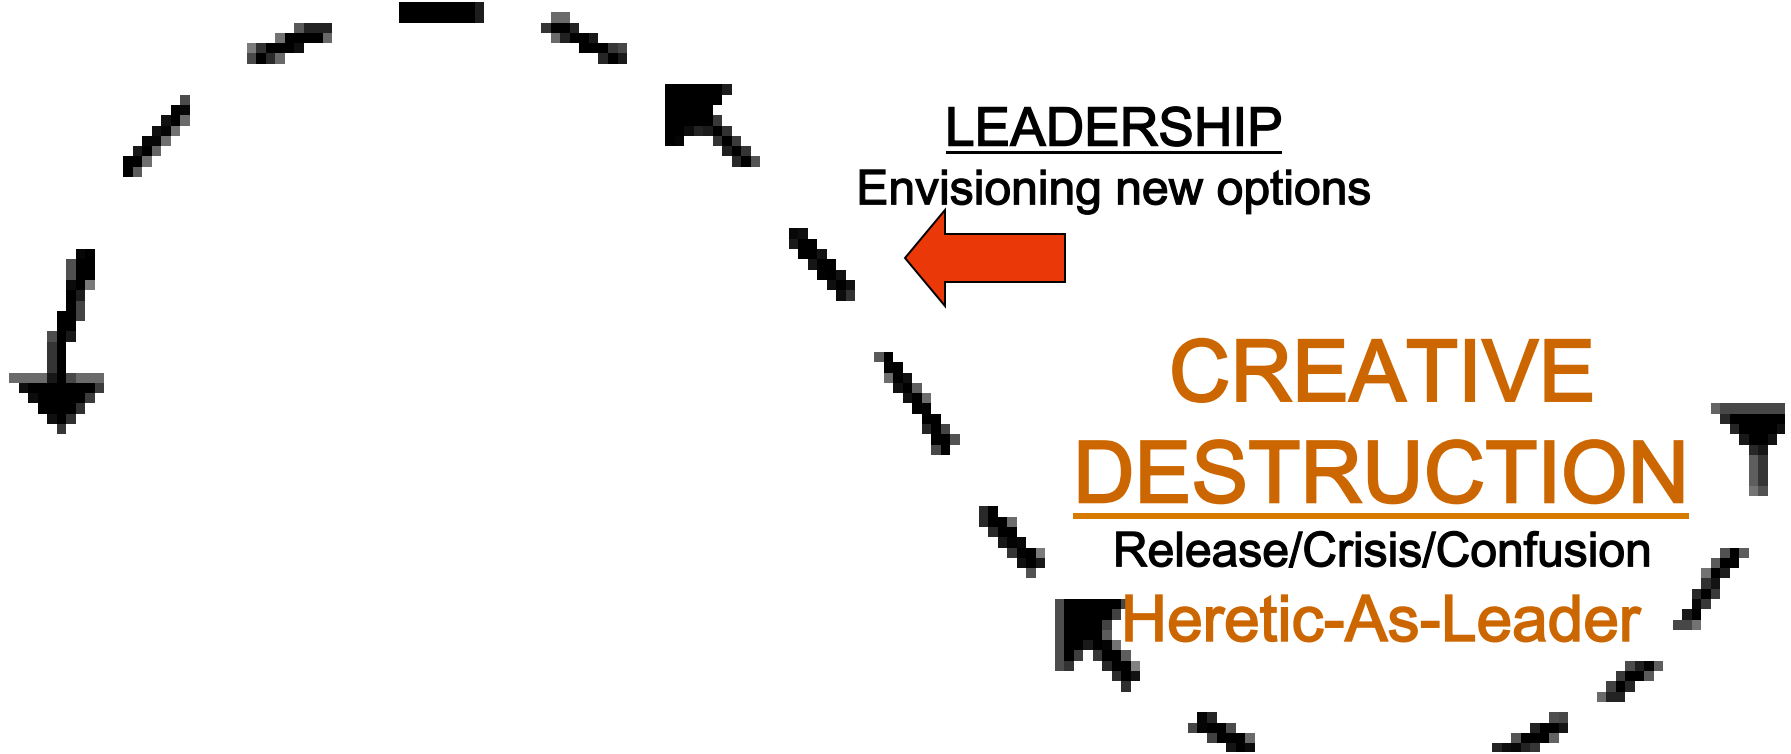 LEADERSHIP
Envisioning new options
CREATIVE
DESTRUCTION
Release/Crisis/Confusion
Heretic-As-Leader